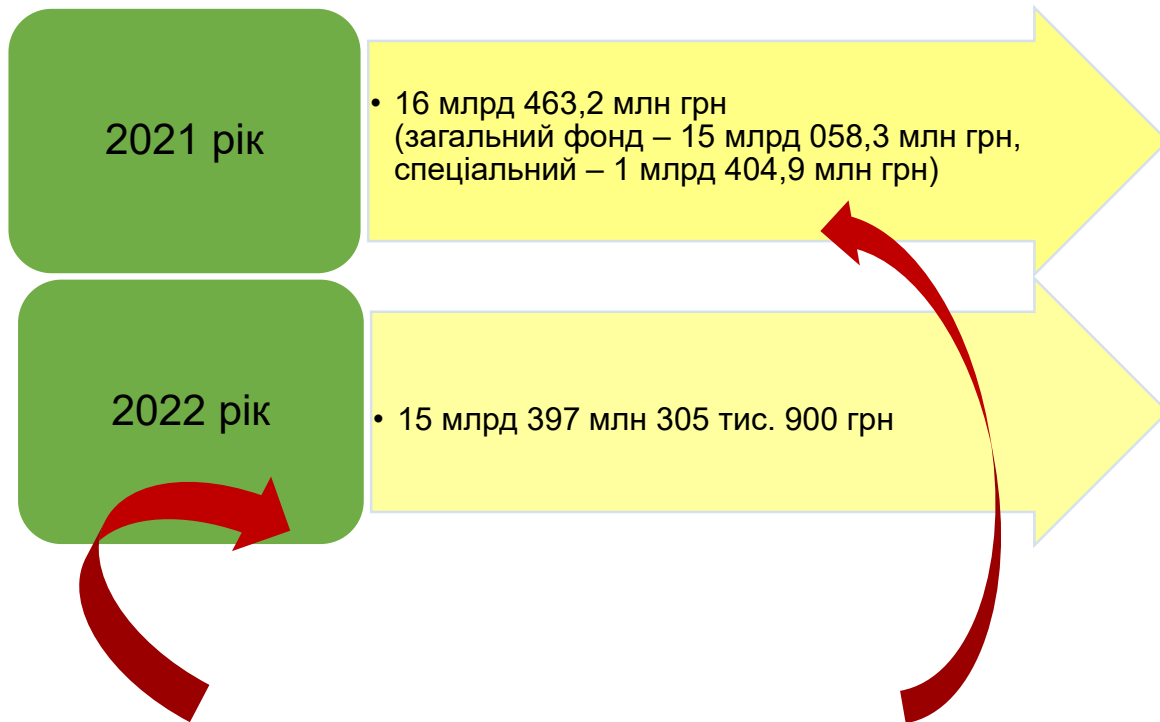 2021 рік
• 16 млрд 463,2 млн грн
(загальний фонд – 15 млрд 058,3 млн грн,
спеціальний – 1 млрд 404,9 млн грн)
2022 рік
• 15 млрд 397 млн 305 тис. 900 грн